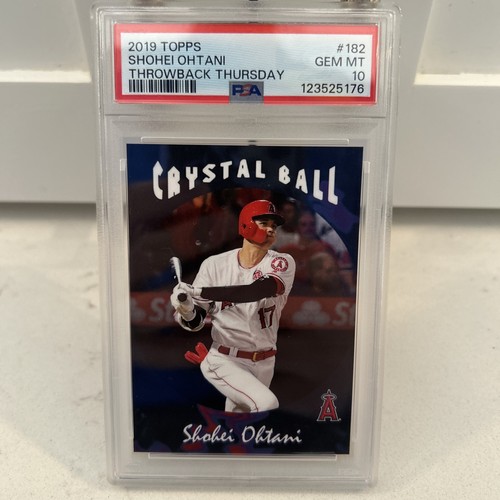 2019 TOPPS #182
SHOHEI OHTANI GEM MT
THROWBACK THURSDAY 10
PSA 123525176
CRYSTAL BALL
A
A
17
Shohei Ohtani
A